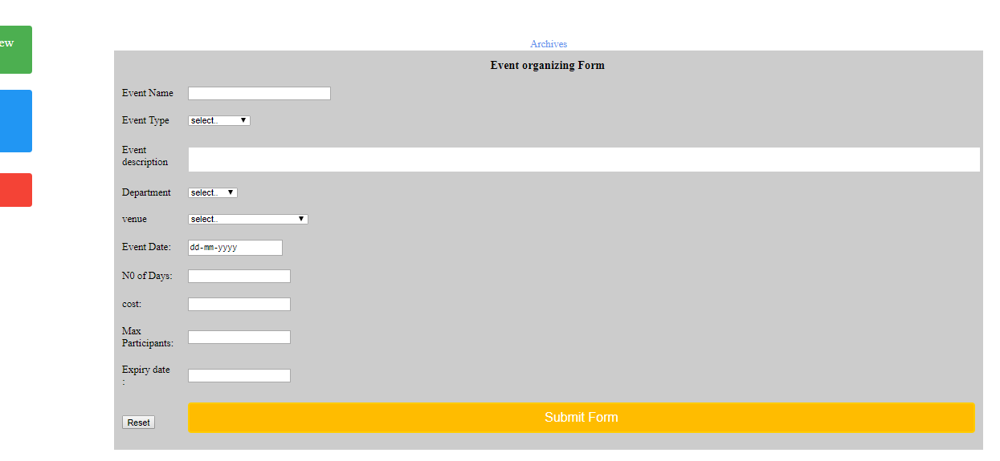 ew
Archives
Event organizing Form
Event Name
Event Type select..
Event
description
Department select..
venue select..
Event Date: dd-mm-yyyy
N0 of Days:
cost:
Max
Participants:
Expiry date
:
Reset Submit Form